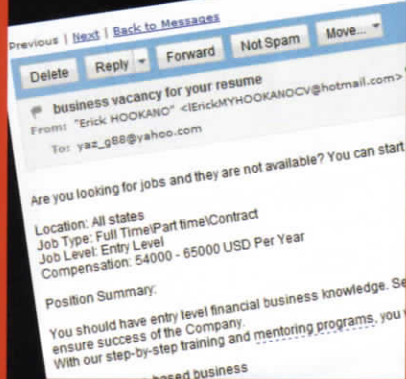 Previous | Next | Back to Messages
Delete Reply Forward Not Spam Move...
business vacancy for your resume
From: "Erick HOOKANO" <IErickMYHOOKANOCV@hotmail.com>
To: yaz_g88@yahoo.com
Are you looking for jobs and they are not available? You can start
Location: All states
Job Type: Full Time\Part time\Contract
Job Level: Entry Level
Compensation: 54000 - 65000 USD Per Year
Position Summary:
You should have entry level financial business knowledge. Se
ensure success of the Company.
With our step-by-step training and mentoring programs, you
based business